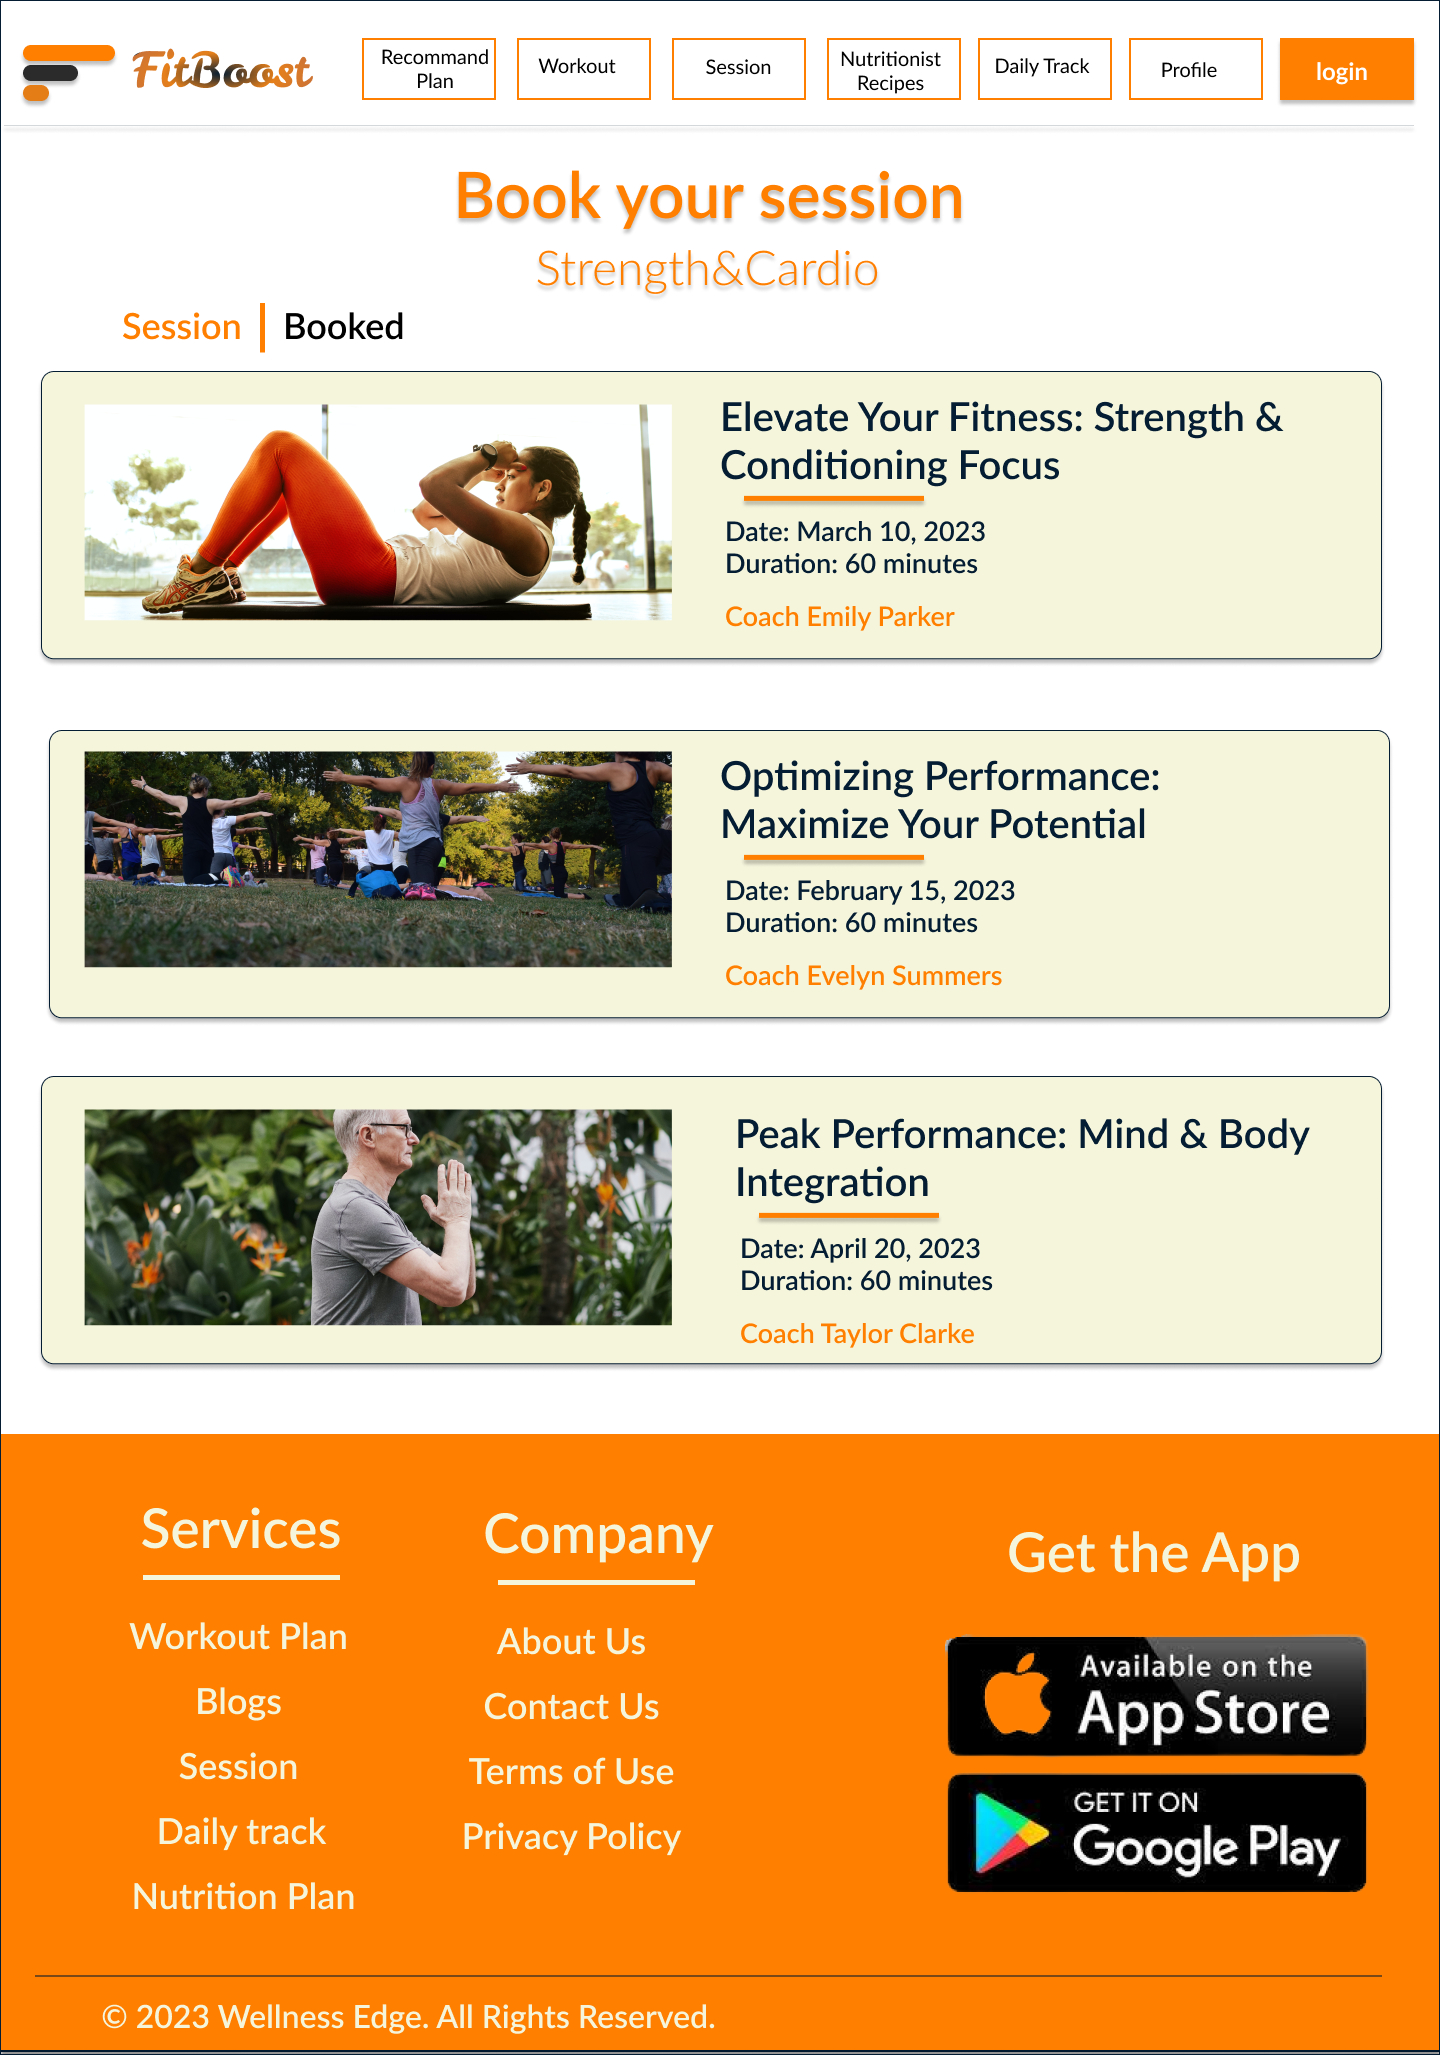 FitBoost
Recommand
Plan
Workout
Session
Nutritionist
Recipes
Daily Track
Profile
login
Book your session
Strength&Cardio
Session
Booked
Elevate Your Fitness: Strength &
Conditioning Focus
Date: March 10, 2023
Duration: 60 minutes
Coach Emily Parker
Optimizing Performance:
Maximize Your Potential
Date: February 15, 2023
Duration: 60 minutes
Coach Evelyn Summers
Peak Performance: Mind & Body
Integration
Date: April 20, 2023
Duration: 60 minutes
Coach Taylor Clarke
Services
Workout Plan
Blogs
Session
Daily track
Nutrition Plan
Company
About Us
Contact Us
Terms of Use
Privacy Policy
Get the App
Available on the
App Store
GET IT ON
Google Play
© 2023 Wellness Edge. All Rights Reserved.